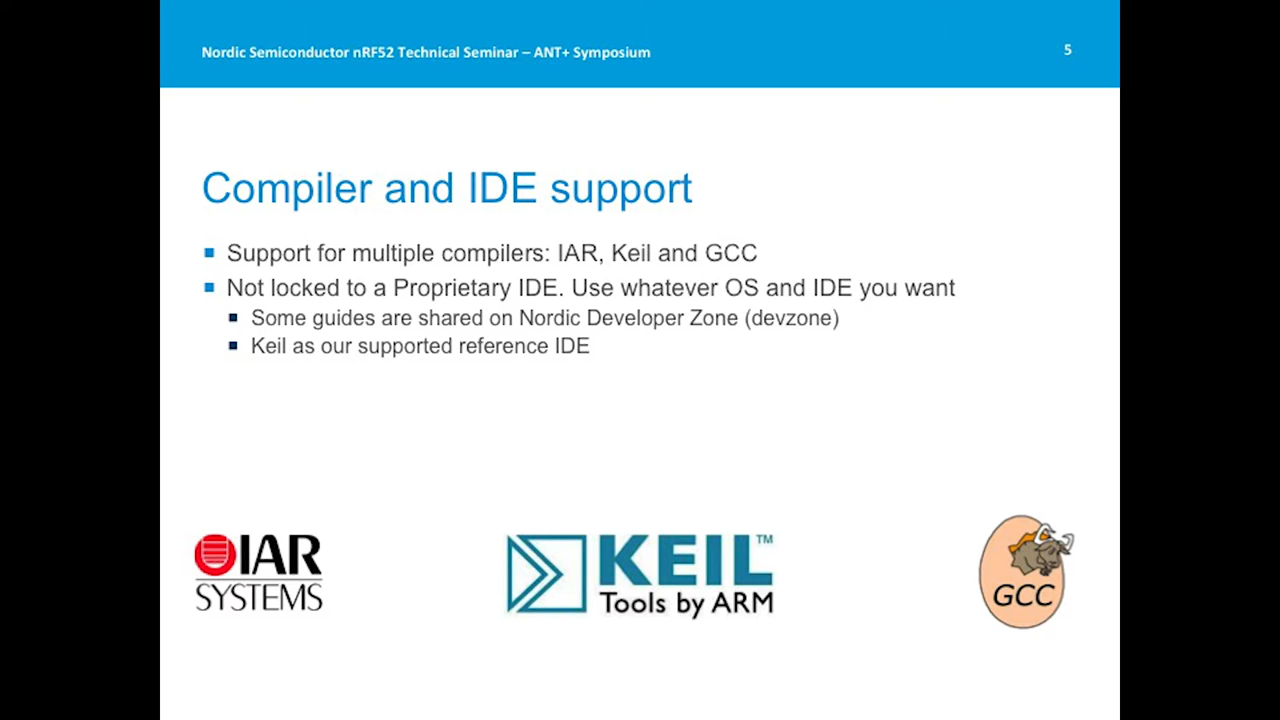 Nordic Semiconductor nRF52 Technical Seminar – ANT+ Symposium
5
Compiler and IDE support
Support for multiple compilers: IAR, Keil and GCC
Not locked to a Proprietary IDE. Use whatever OS and IDE you want
Some guides are shared on Nordic Developer Zone (devzone)
Keil as our supported reference IDE
IAR
SYSTEMS
KEIL™
Tools by ARM
GCC